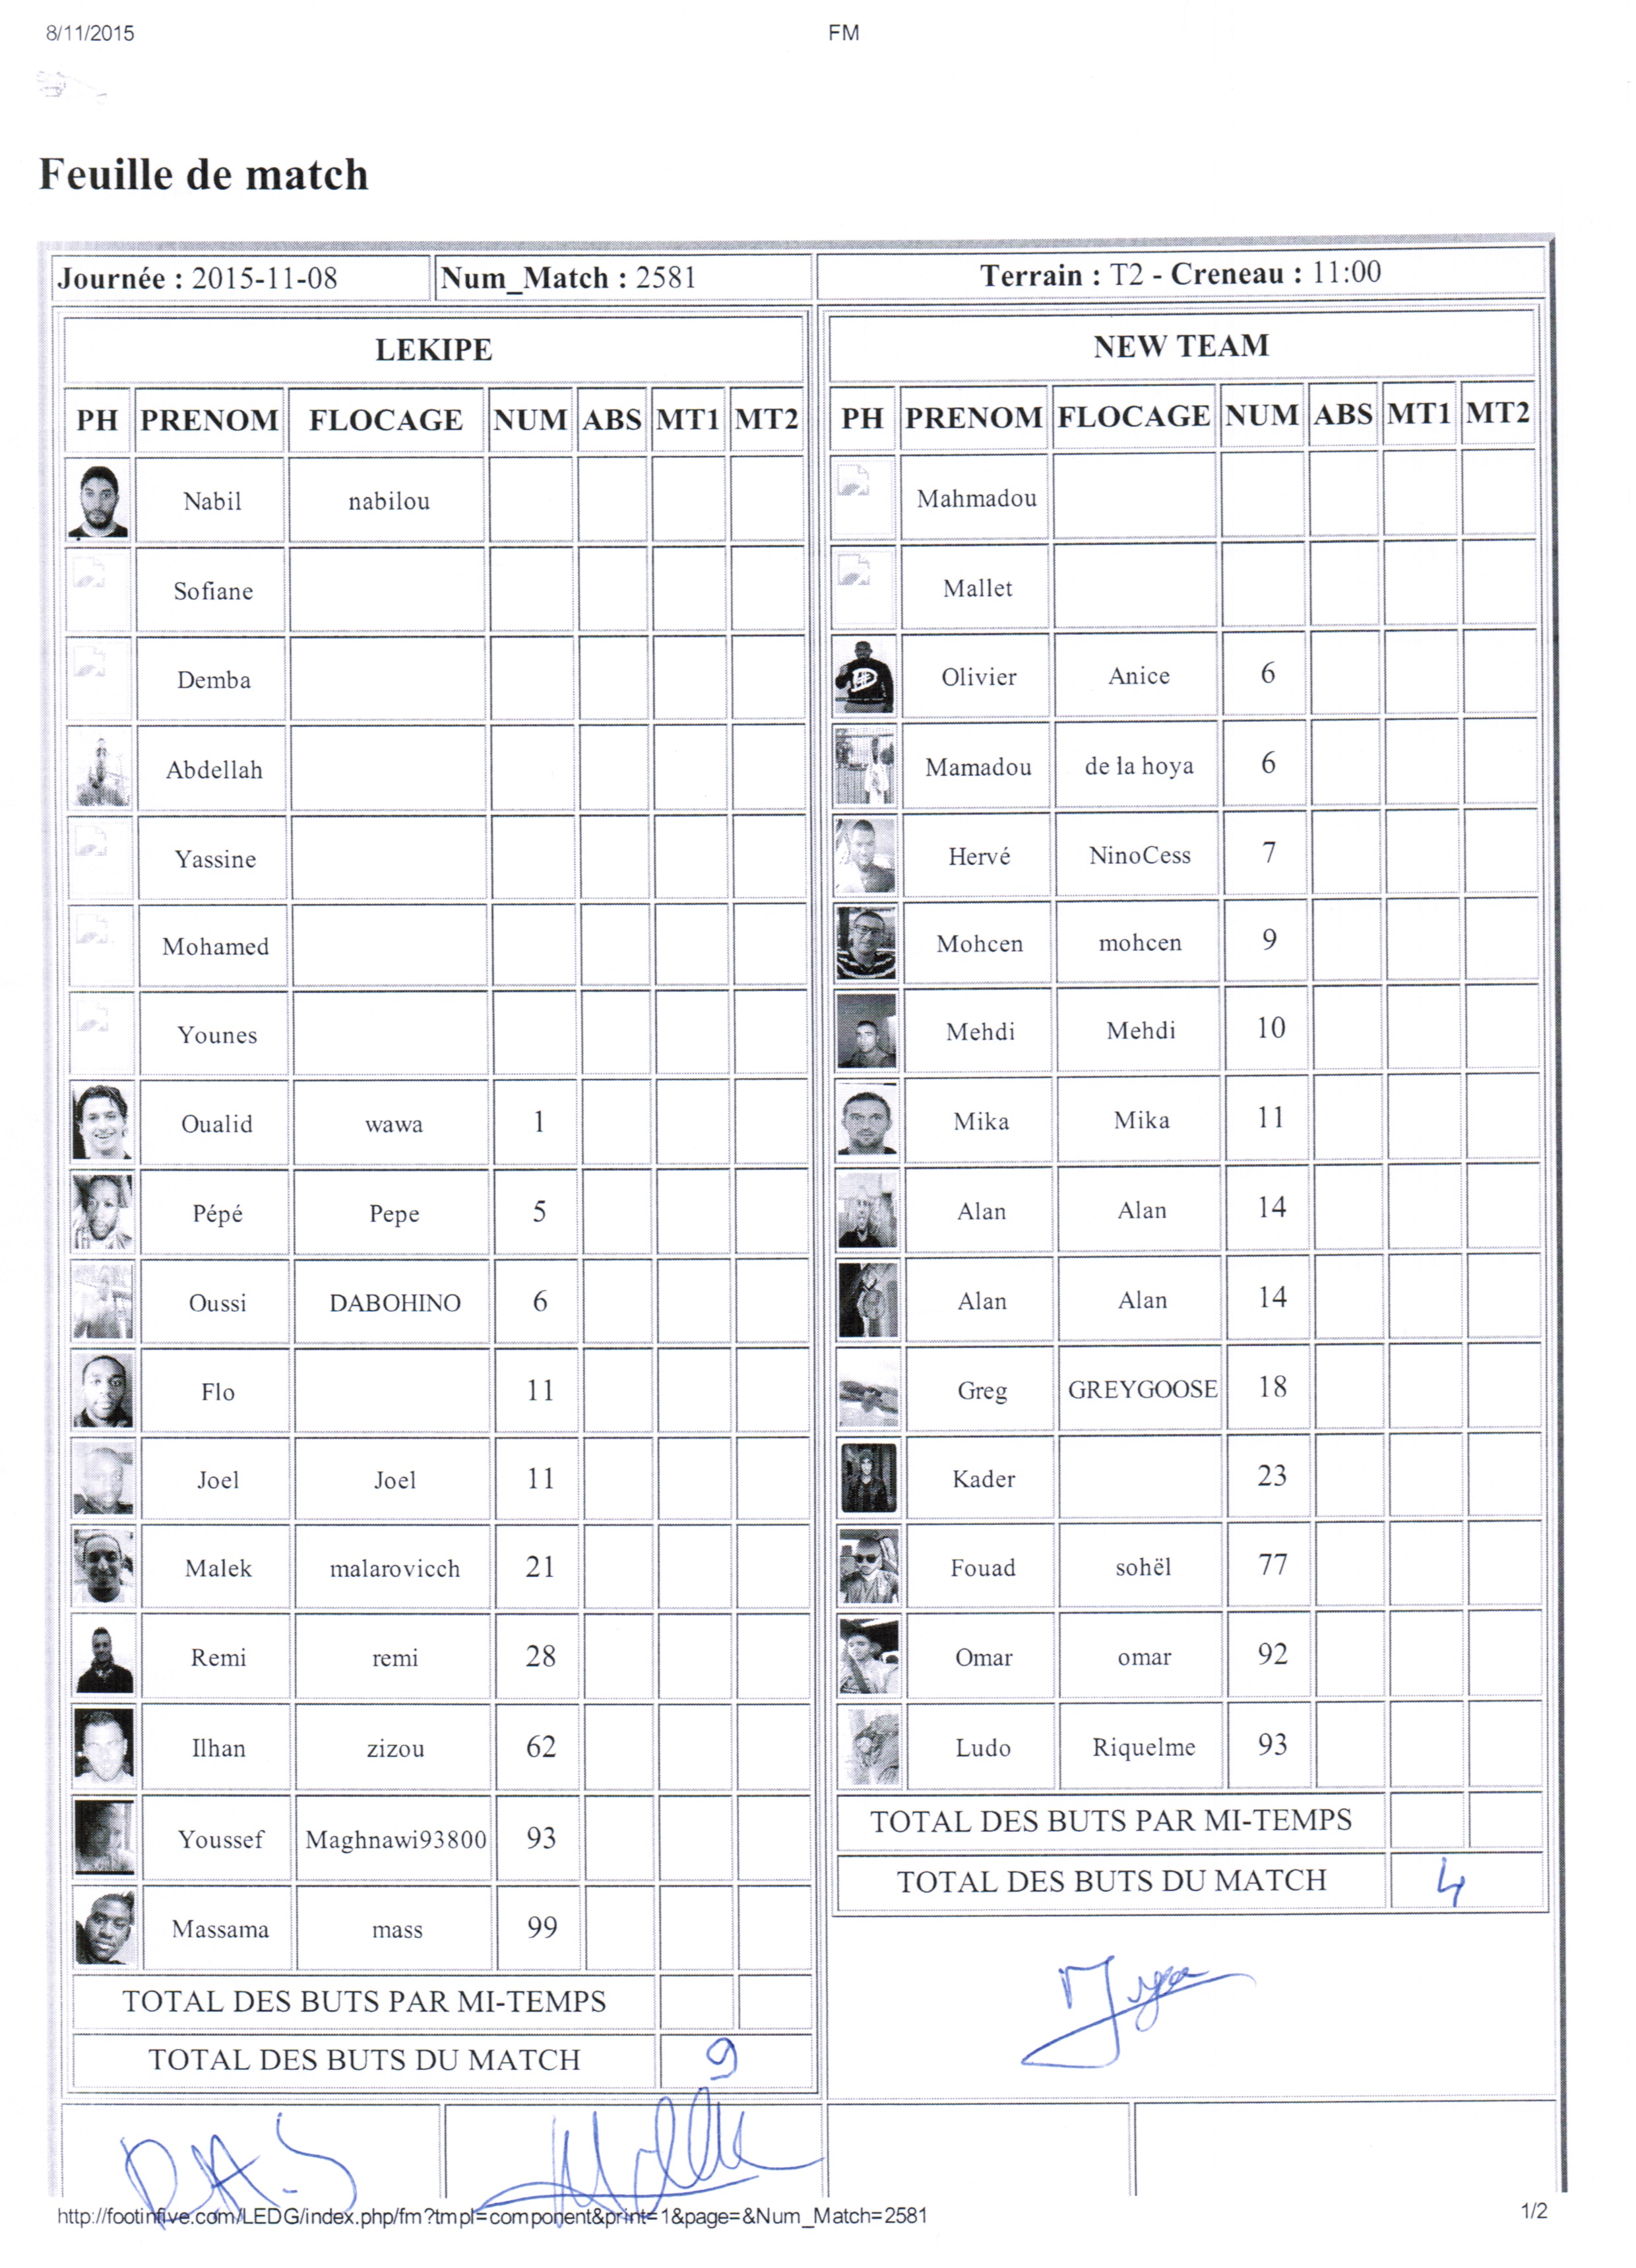 8/11/2015 FM
Feuille de match
Journée : 2015-11-08 Num_Match : 2581 Terrain : T2 - Creneau : 11:00
LEKIPE
PH PRENOM FLOCAGE NUM ABS MT1 MT2
Nabil nabilou
Sofiane
Demba
Abdellah
Yassine
Mohamed
Younes
Oualid wawa 1
Pépé Pepe 5
Oussi DABOHINO 6
Flo 11
Joel Joel 11
Malek malarovicch 21
Remi remi 28
Ilhan zizou 62
Youssef Maghnawi93800 93
Massama mass 99
TOTAL DES BUTS PAR MI-TEMPS
TOTAL DES BUTS DU MATCH 9
NEW TEAM
PH PRENOM FLOCAGE NUM ABS MT1 MT2
Mahmadou
Mallet
Olivier Anice 6
Mamadou de la hoya 6
Hervé NinoCess 7
Mohcen mohcen 9
Mehdi Mehdi 10
Mika Mika 11
Alan Alan 14
Alan Alan 14
Greg GREYGOOSE 18
Kader 23
Fouad sohël 77
Omar omar 92
Ludo Riquelme 93
TOTAL DES BUTS PAR MI-TEMPS
TOTAL DES BUTS DU MATCH 4
R.A.S
http://footinfive.com/LEDG/index.php/fm?tmpl=component&print=1&page=&Num_Match=2581 1/2